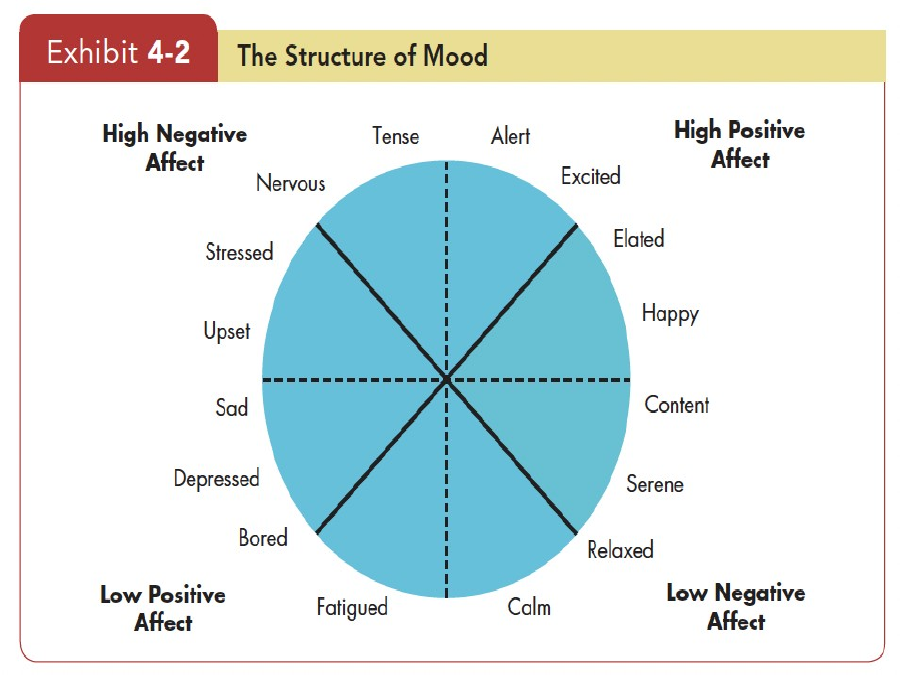 Exhibit 4-2
The Structure of Mood
High Negative
Affect
Tense
Alert
High Positive
Affect
Nervous
Excited
Stressed
Elated
Upset
Happy
Sad
Content
Depressed
Serene
Bored
Relaxed
Low Positive
Affect
Fatigued
Calm
Low Negative
Affect